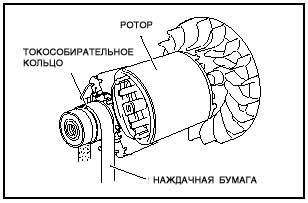 РОТОР
ТОКОСОБИРАТЕЛЬНОЕ
КОЛЬЦО
НАЖДАЧНАЯ БУМАГА